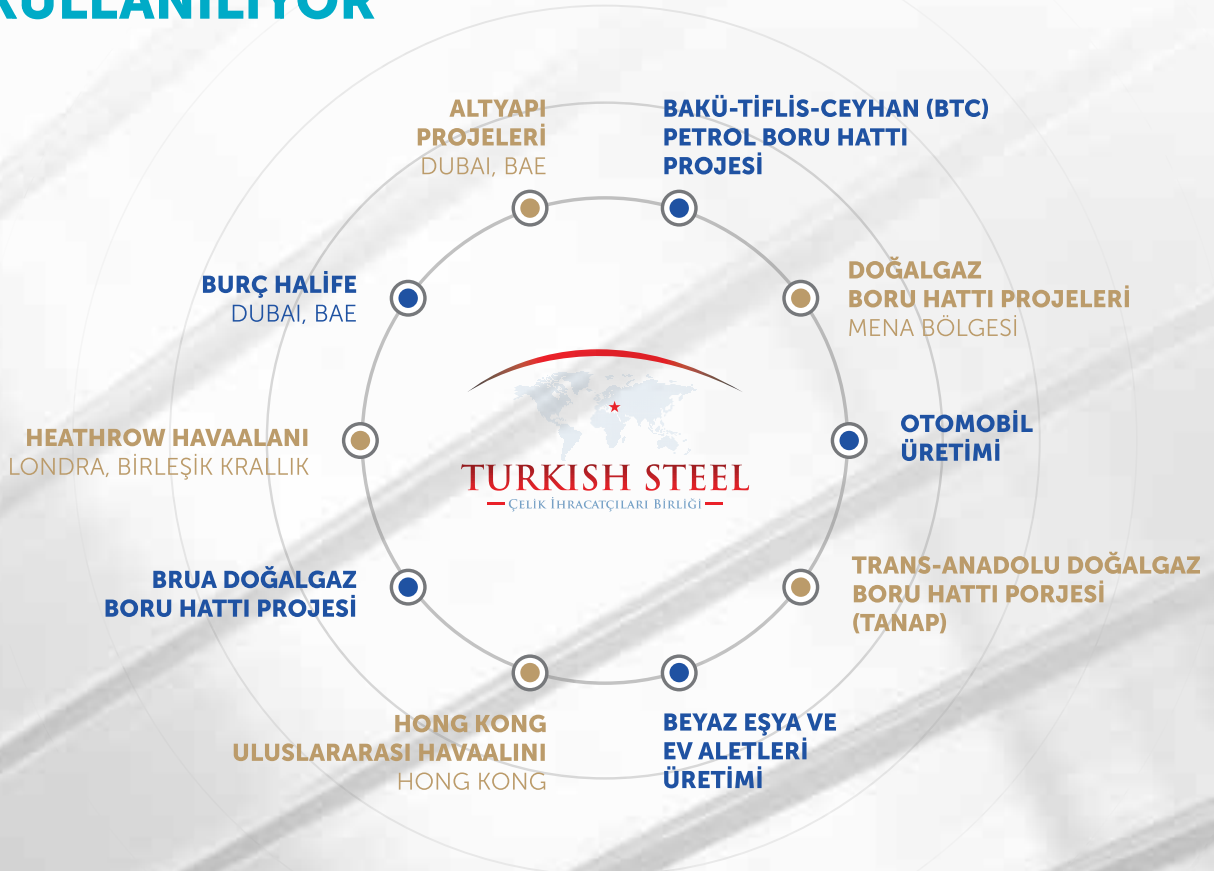 KULLANILIYOR
ALTYAPI
PROJELERİ
DUBAI, BAE
BAKÜ-TİFLİS-CEYHAN (BTC)
PETROL BORU HATTI
PROJESİ
BURÇ HALİFE
DUBAI, BAE
DOĞALGAZ
BORU HATTI PROJELERİ
MENA BÖLGESİ
HEATHROW HAVAALANI
LONDRA, BİRLEŞİK KRALLIK
TURKISH STEEL
ÇELİK İHRACATÇILARI BİRLİĞİ
OTOMOBİL
ÜRETİMİ
BRUA DOĞALGAZ
BORU HATTI PROJESİ
TRANS-ANADOLU DOĞALGAZ
BORU HATTI PORJESİ
(TANAP)
HONG KONG
ULUSLARARASI HAVAALINI
HONG KONG
BEYAZ EŞYA VE
EV ALETLERİ
ÜRETİMİ